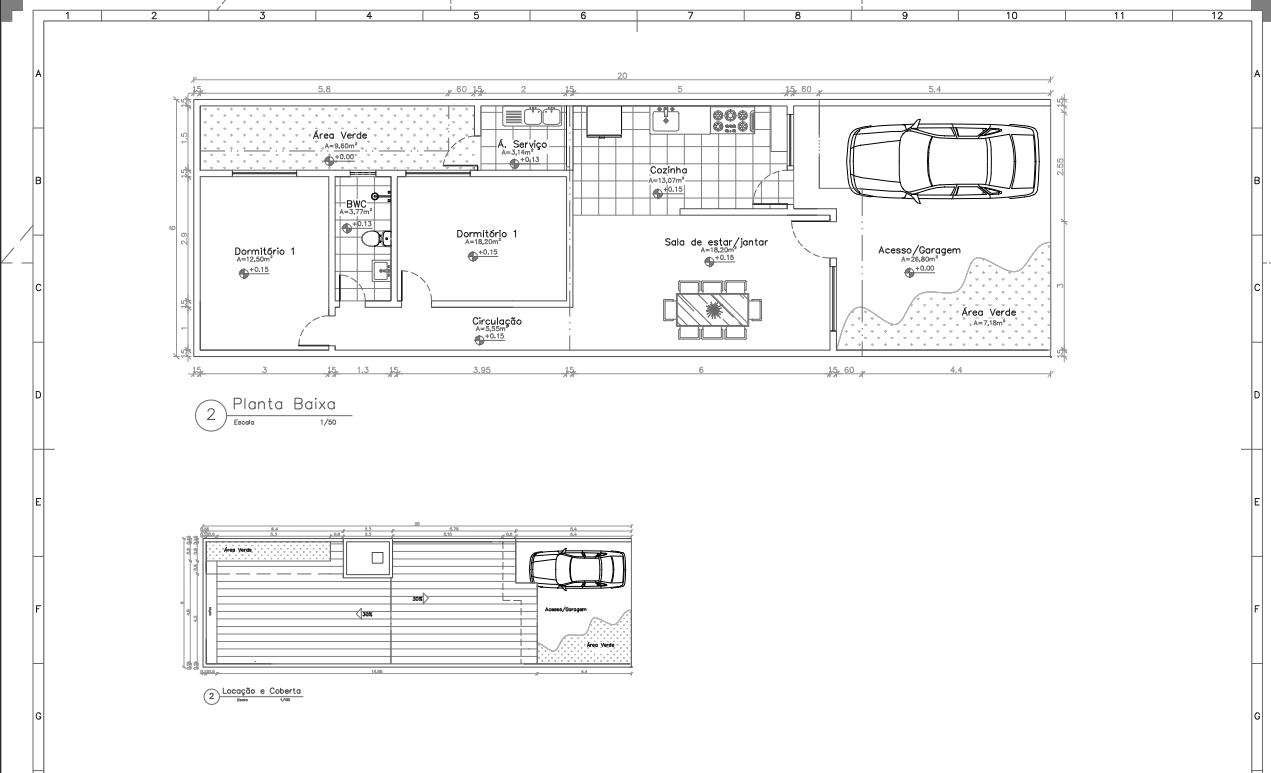 1 2 3 4 5 6 7 8 9 10 11 12
A A
20
15 5,8 60 15 2 15 5 15 60 5,4
15 15
Área Verde
A=9,60m²
+0.00
Á. Serviço
A=3,14m²
+0.13
1,5
Cozinha
A=13,07m²
+0.15
2,55
B B
15
BWC
A=3,77m²
+0.13
6
2,9
Dormitório 1
A=12,50m²
+0.15
Dormitório 1
A=18,20m²
+0.15
Sala de estar/jantar
A=18,20m²
+0.15
Acesso/Garagem
A=26,80m²
+0.00
C C
3
15
Circulação
A=5,55m²
+0.15
Área Verde
A=7,18m²
1
15 15
15 3 15 1.3 15 3.95 15 6 15 60 4,4
D D
2 Planta Baixa
Escala 1/50
E E
20
Área Verde
30%
30%
Acesso/Garagem
Área Verde
F F
2 Locação e Coberta
Escala 1/100
G G